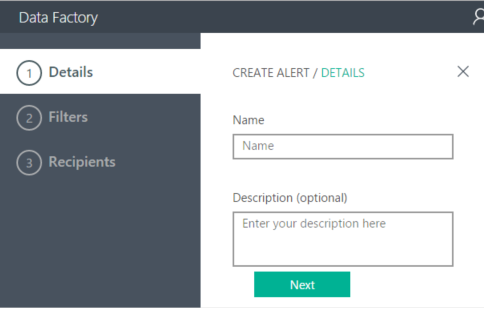 Data Factory
1 Details
CREATE ALERT / DETAILS
2 Filters
Name
Name
3 Recipients
Description (optional)
Enter your description here
Next